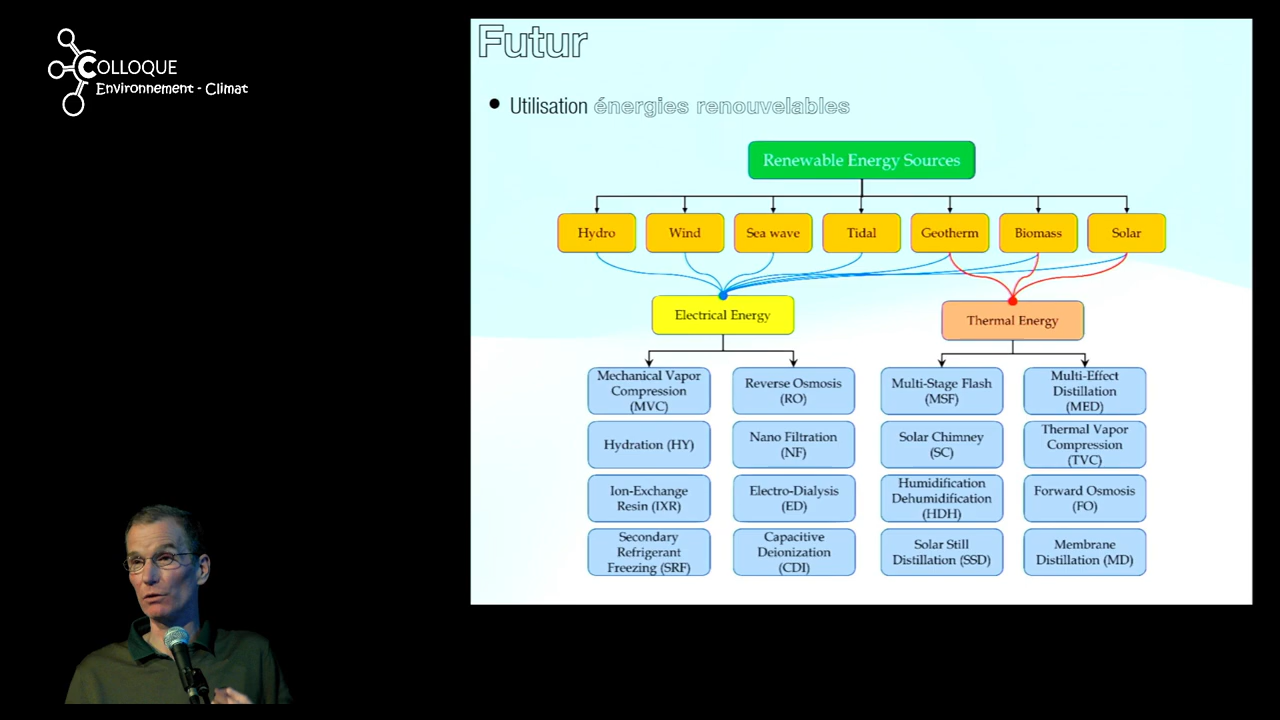 COLLOQUE
Environnement - Climat
Futur
• Utilisation énergies renouvelables
Renewable Energy Sources
Hydro
Wind
Sea wave
Tidal
Geotherm
Biomass
Solar
Electrical Energy
Thermal Energy
Mechanical Vapor
Compression
(MVC)
Reverse Osmosis
(RO)
Multi-Stage Flash
(MSF)
Multi-Effect
Distillation
(MED)
Hydration (HY)
Nano Filtration
(NF)
Solar Chimney
(SC)
Thermal Vapor
Compression
(TVC)
Ion-Exchange
Resin (IXR)
Electro-Dialysis
(ED)
Humidification
Dehumidification
(HDH)
Forward Osmosis
(FO)
Secondary
Refrigerant
Freezing (SRF)
Capacitive
Deionization
(CDI)
Solar Still
Distillation (SSD)
Membrane
Distillation (MD)